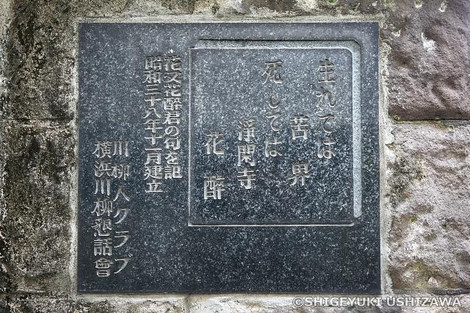 生れては
苦界
死しては
浄閑寺
花酔
花又花酔君の句を記
昭和三十八年十一月建立
川柳人クラブ
横浜川柳懇話會
© SHIGEYUKI USHIZAWA